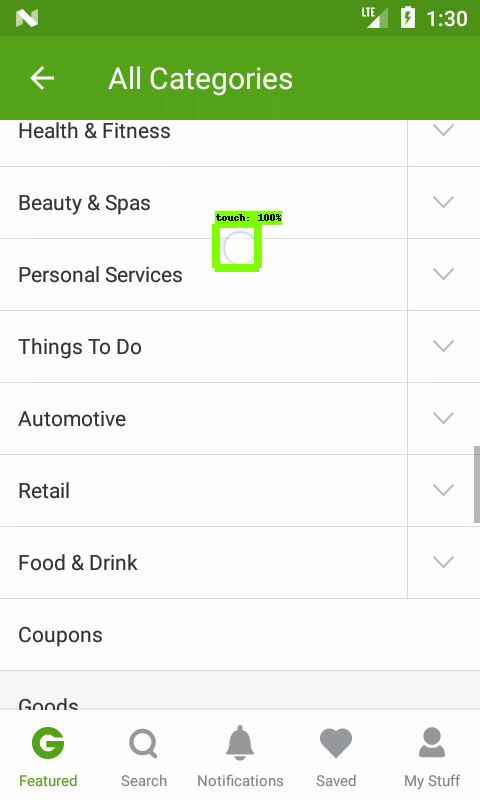 LTE
1:30
All Categories
Health & Fitness
Beauty & Spas
touch: 100%
Personal Services
Things To Do
Automotive
Retail
Food & Drink
Coupons
Goods
G
Featured
Search
Notifications
Saved
My Stuff